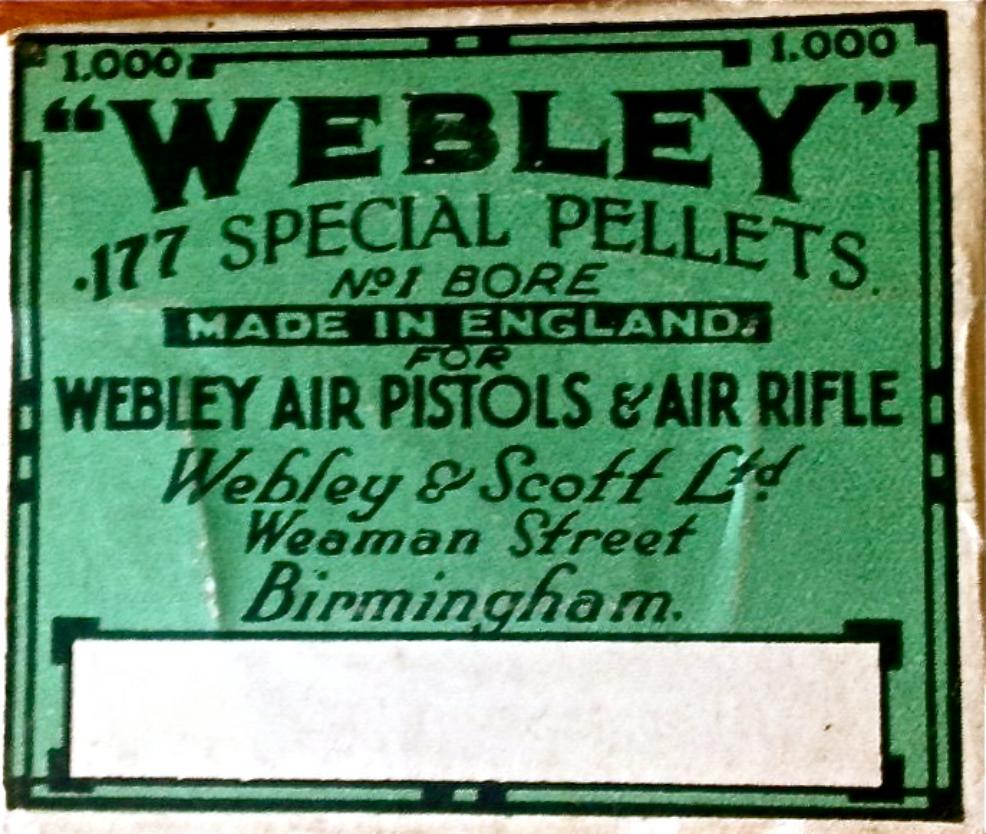 1.000 1.000
"WEBLEY"
.177 SPECIAL PELLETS.
Nº1 BORE
MADE IN ENGLAND.
FOR
WEBLEY AIR PISTOLS & AIR RIFLE
Webley & Scott Ltd
Weaman Street
Birmingham.